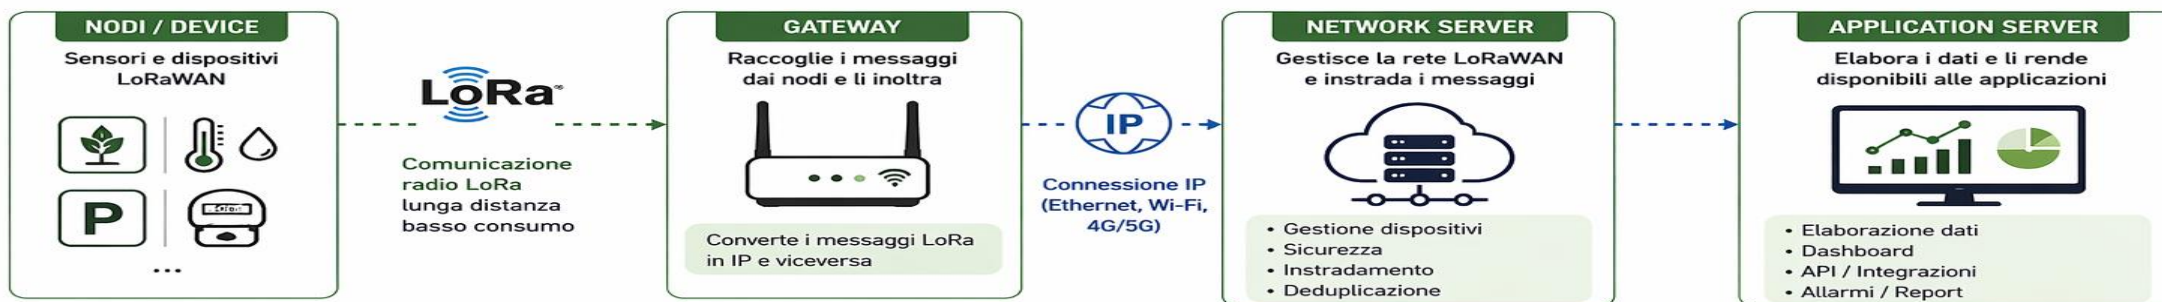 NODI / DEVICE
Sensori e dispositivi
LoRaWAN
P
...
LoRa
Comunicazione
radio LoRa
lunga distanza
basso consumo
GATEWAY
Raccoglie i messaggi
dai nodi e li inoltra
Converte i messaggi LoRa
in IP e viceversa
IP
Connessione IP
(Ethernet, Wi-Fi,
4G/5G)
NETWORK SERVER
Gestisce la rete LoRaWAN
e instrada i messaggi
• Gestione dispositivi
• Sicurezza
• Instradamento
• Deduplicazione
APPLICATION SERVER
Elabora i dati e li rende
disponibili alle applicazioni
• Elaborazione dati
• Dashboard
• API / Integrazioni
• Allarmi / Report